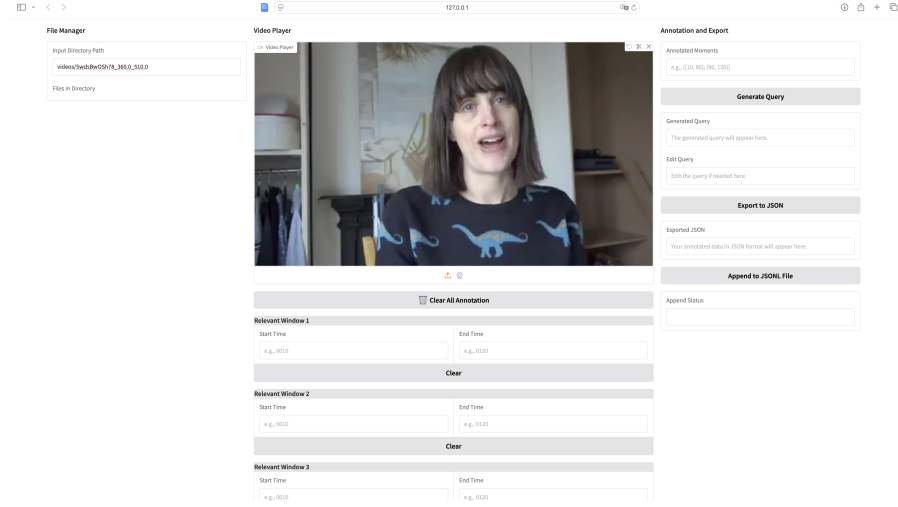 127.0.0.1
File Manager
Input Directory Path
videos/5wdsBwOSh78_360.0_510.0
Files in Directory
Video Player
Video Player
Clear All Annotation
Relevant Window 1
Start Time
End Time
e.g., 0010
e.g., 0120
Clear
Relevant Window 2
Start Time
End Time
e.g., 0010
e.g., 0120
Clear
Relevant Window 3
Start Time
End Time
e.g., 0010
e.g., 0120
Annotation and Export
Annotated Moments
e.g., [[10, 80], [90, 120]]
Generate Query
Generated Query
The generated query will appear here.
Edit Query
Edit the query if needed here.
Export to JSON
Exported JSON
Your annotated data in JSON format will appear here.
Append to JSONL File
Append Status